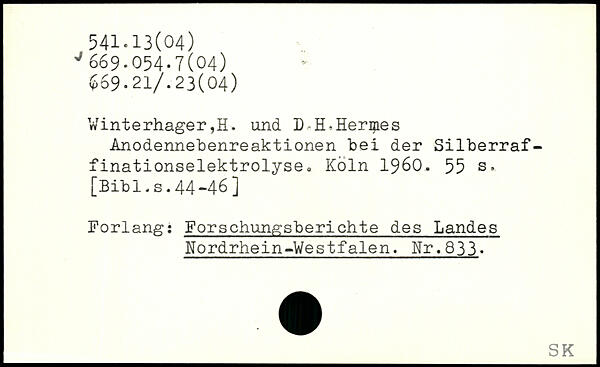 541.13(04)
669.054.7(04)
669.21/.23(04)
Winterhager,H. und D.H.Hermes
Anodennebenreaktionen bei der Silberraf-
finationselektrolyse. Köln 1960. 55 s.
[Bibl.s.44-46]
Forlang: Forschungsberichte des Landes
Nordrhein-Westfalen. Nr.833.
SK